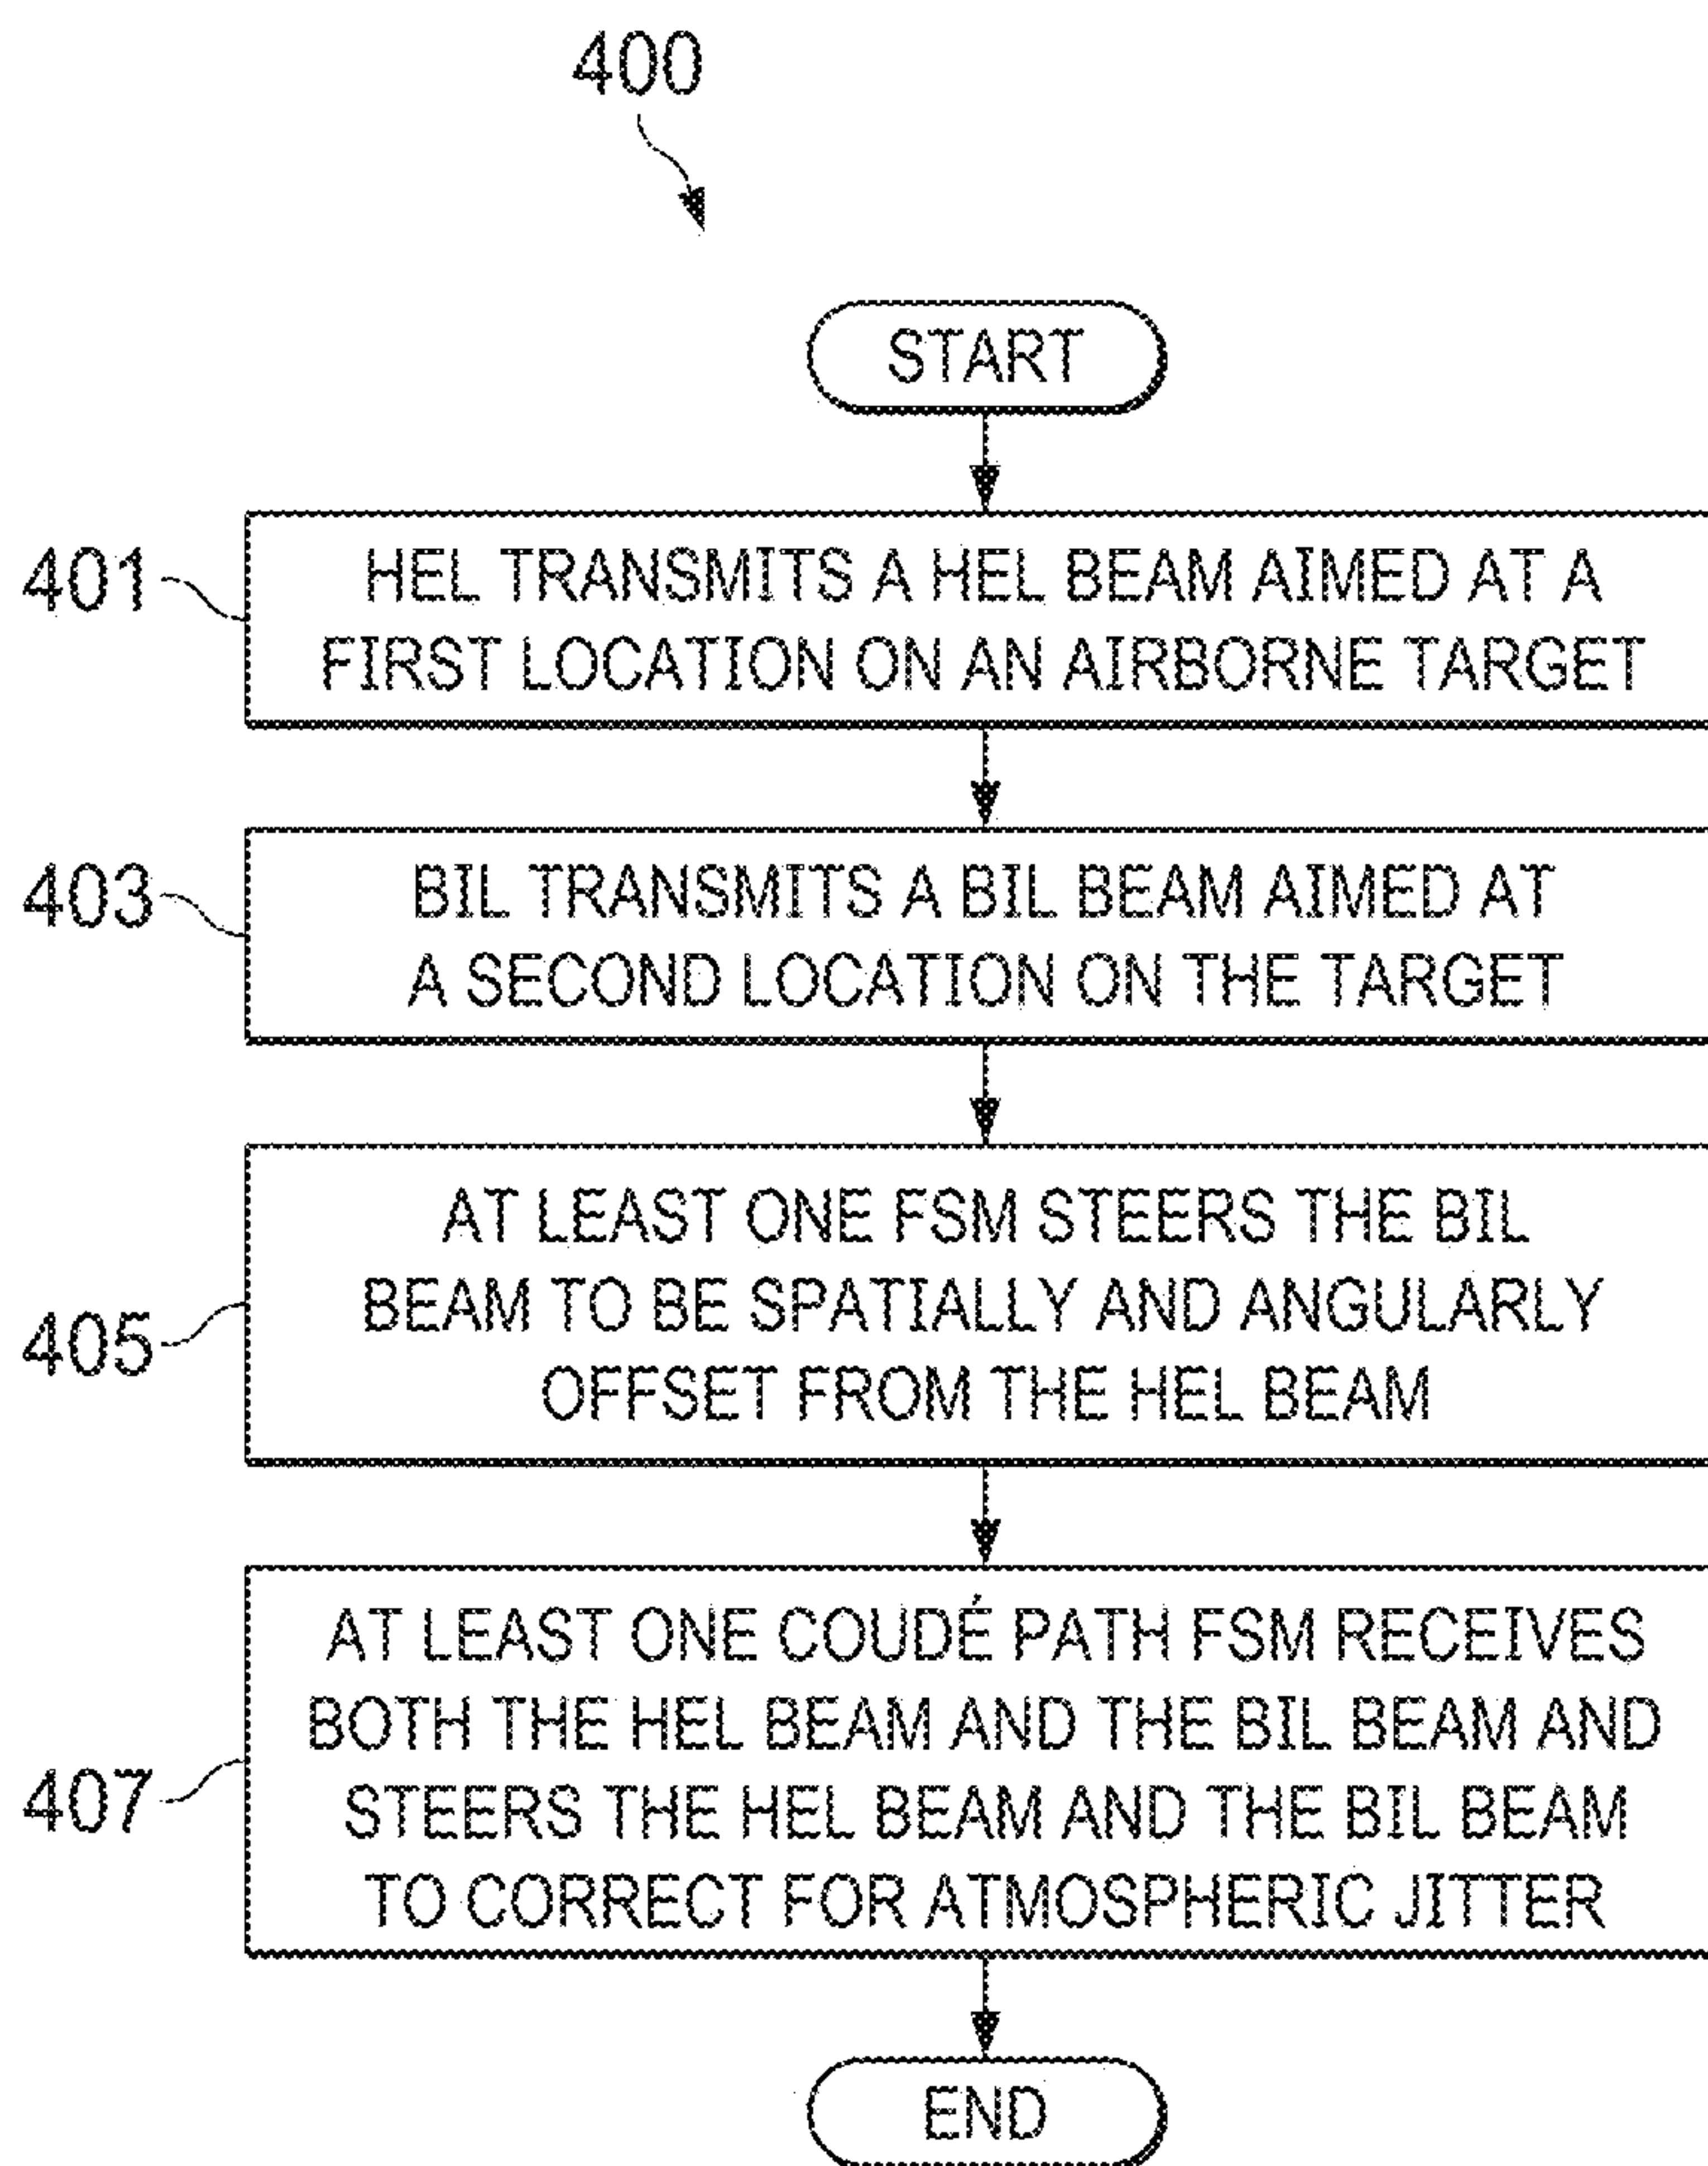 400
START
401
HEL TRANSMITS A HEL BEAM AIMED AT A
FIRST LOCATION ON AN AIRBORNE TARGET
403
BIL TRANSMITS A BIL BEAM AIMED AT
A SECOND LOCATION ON THE TARGET
405
AT LEAST ONE FSM STEERS THE BIL
BEAM TO BE SPATIALLY AND ANGULARLY
OFFSET FROM THE HEL BEAM
407
AT LEAST ONE COUDÉ PATH FSM RECEIVES
BOTH THE HEL BEAM AND THE BIL BEAM AND
STEERS THE HEL BEAM AND THE BIL BEAM
TO CORRECT FOR ATMOSPHERIC JITTER
END